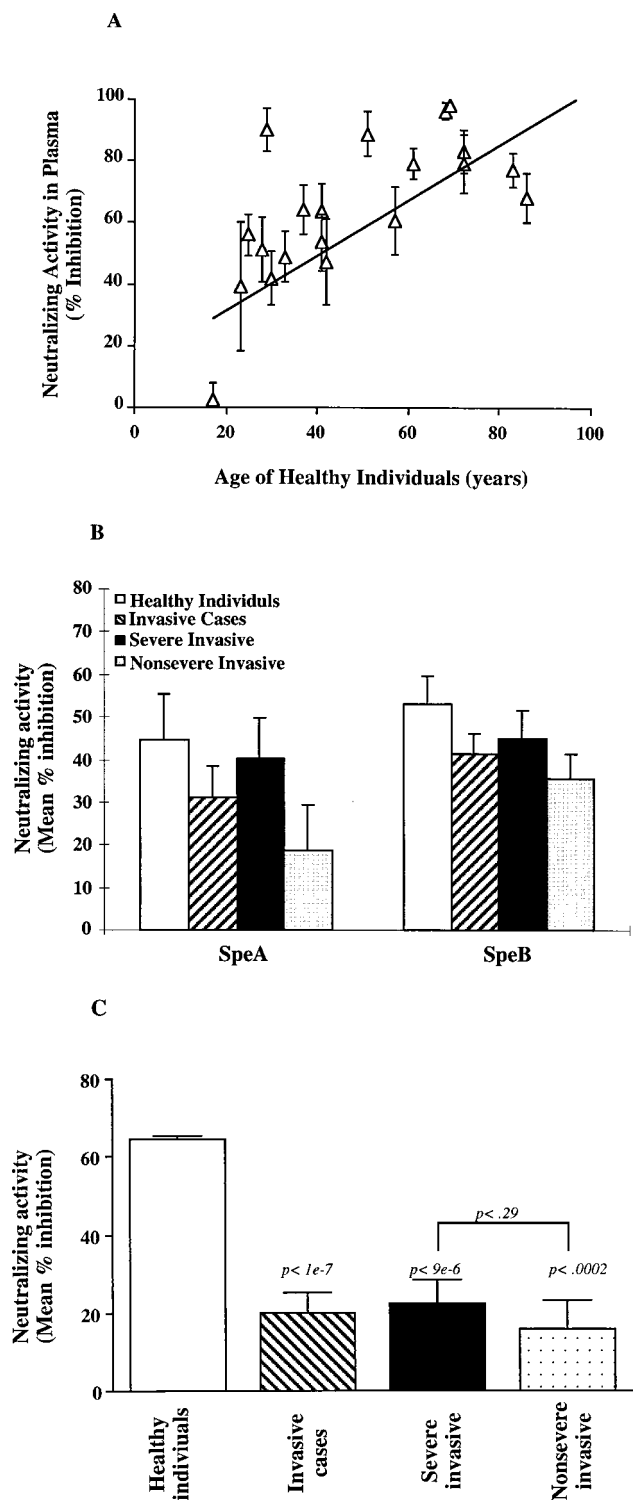 A
Neutralizing Activity in Plasma
(% Inhibition)
100
80
60
40
20
0
0
20
40
60
80
100
Age of Healthy Individuals (years)
B
Neutralizing activity
(Mean % inhibition)
80
70
60
50
40
30
20
10
0
Healthy Individuls
Invasive Cases
Severe Invasive
Nonsevere Invasive
SpeA
SpeB
C
Neutralizing activity
(Mean % inhibition)
80
60
40
20
0
p< .29
p< 1e-7
p< 9e-6
p< .0002
Healthy
indiviuals
Invasive
cases
Severe
invasive
Nonsevere
invasive